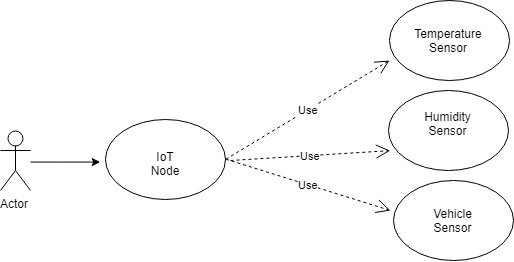 Temperature
Sensor
Use
Humidity
Sensor
IoT
Node
Use
Use
Actor
Vehicle
Sensor